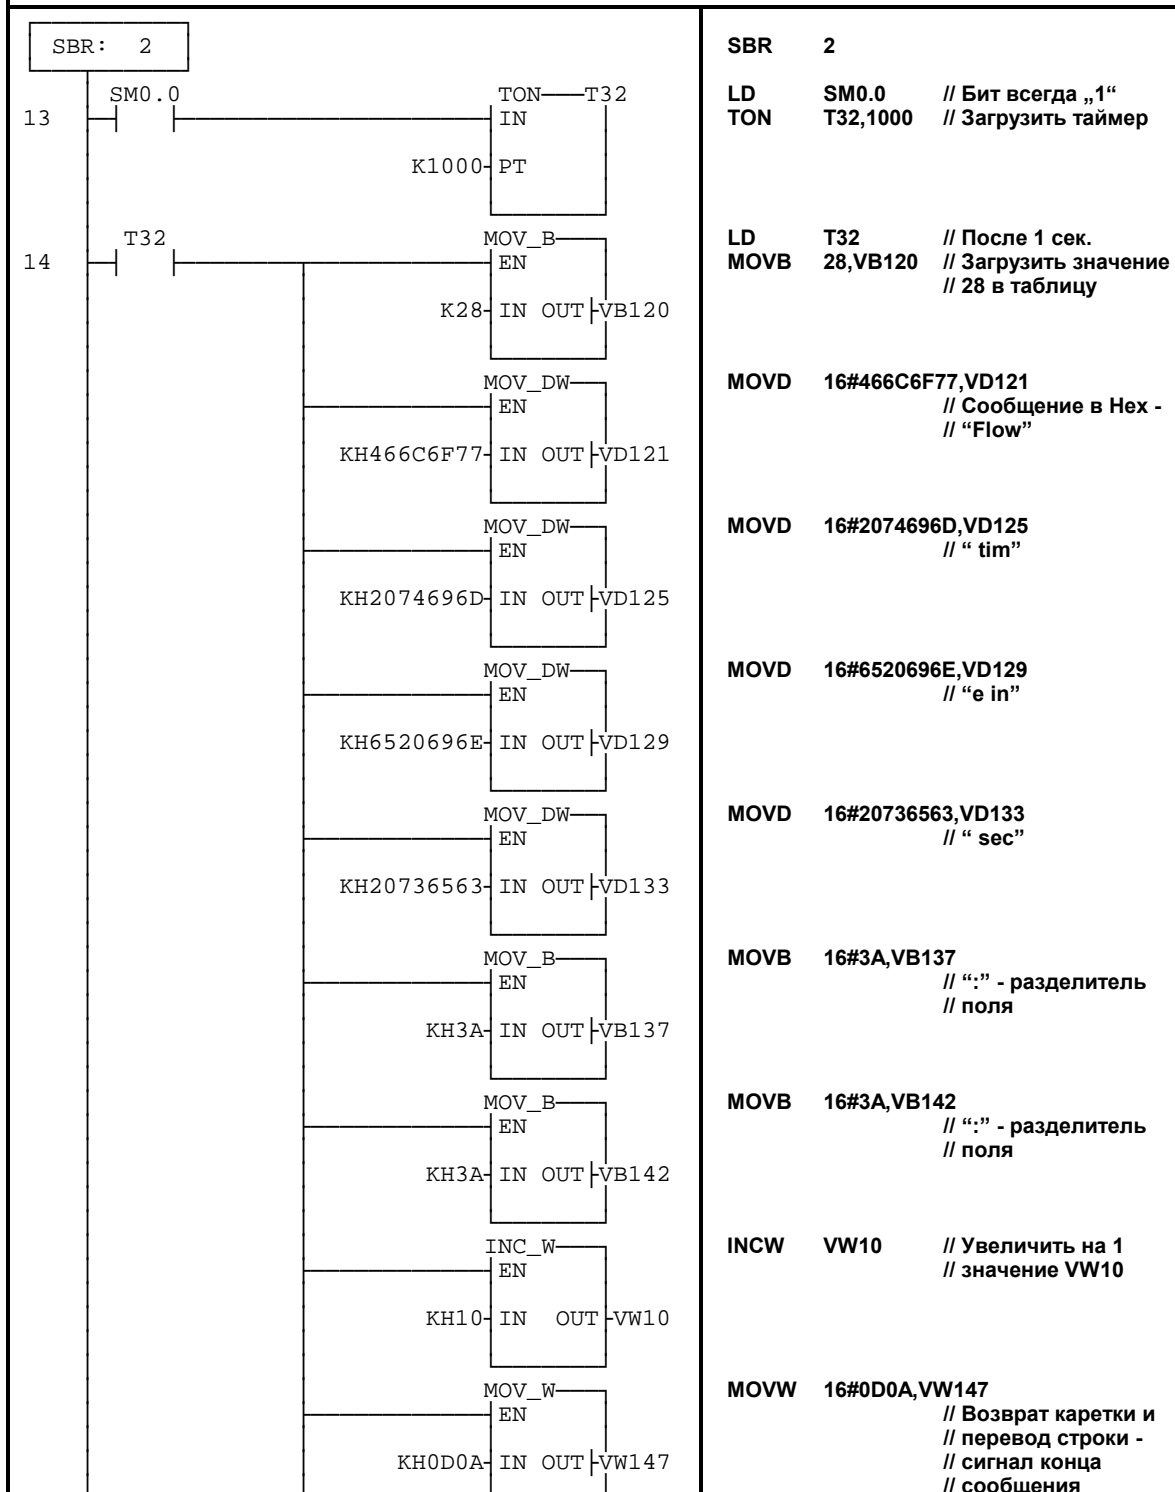 SBR: 2
SBR 2
SM0.0 TON T32
LD SM0.0 // Бит всегда „1“
13 IN
TON T32,1000 // Загрузить таймер
K1000 PT
T32 MOV_B
LD T32 // После 1 сек.
14 EN
MOVB 28,VB120 // Загрузить значение
// 28 в таблицу
K28 IN OUT VB120
MOV_DW
MOVD 16#466C6F77,VD121
EN
// Сообщение в Hex -
// “Flow”
KH466C6F77 IN OUT VD121
MOV_DW
MOVD 16#2074696D,VD125
EN
// “ tim”
KH2074696D IN OUT VD125
MOV_DW
MOVD 16#6520696E,VD129
EN
// “e in”
KH6520696E IN OUT VD129
MOV_DW
MOVD 16#20736563,VD133
EN
// “ sec”
KH20736563 IN OUT VD133
MOV_B
MOVB 16#3A,VB137
EN
// “:” - разделитель
// поля
KH3A IN OUT VB137
MOV_B
MOVB 16#3A,VB142
EN
// “:” - разделитель
// поля
KH3A IN OUT VB142
INC_W
INCW VW10 // Увеличить на 1
EN
// значение VW10
KH10 IN OUT VW10
MOV_W
MOVW 16#0D0A,VW147
EN
// Возврат каретки и
// перевод строки -
KH0D0A IN OUT VW147
// сигнал конца
// сообщения